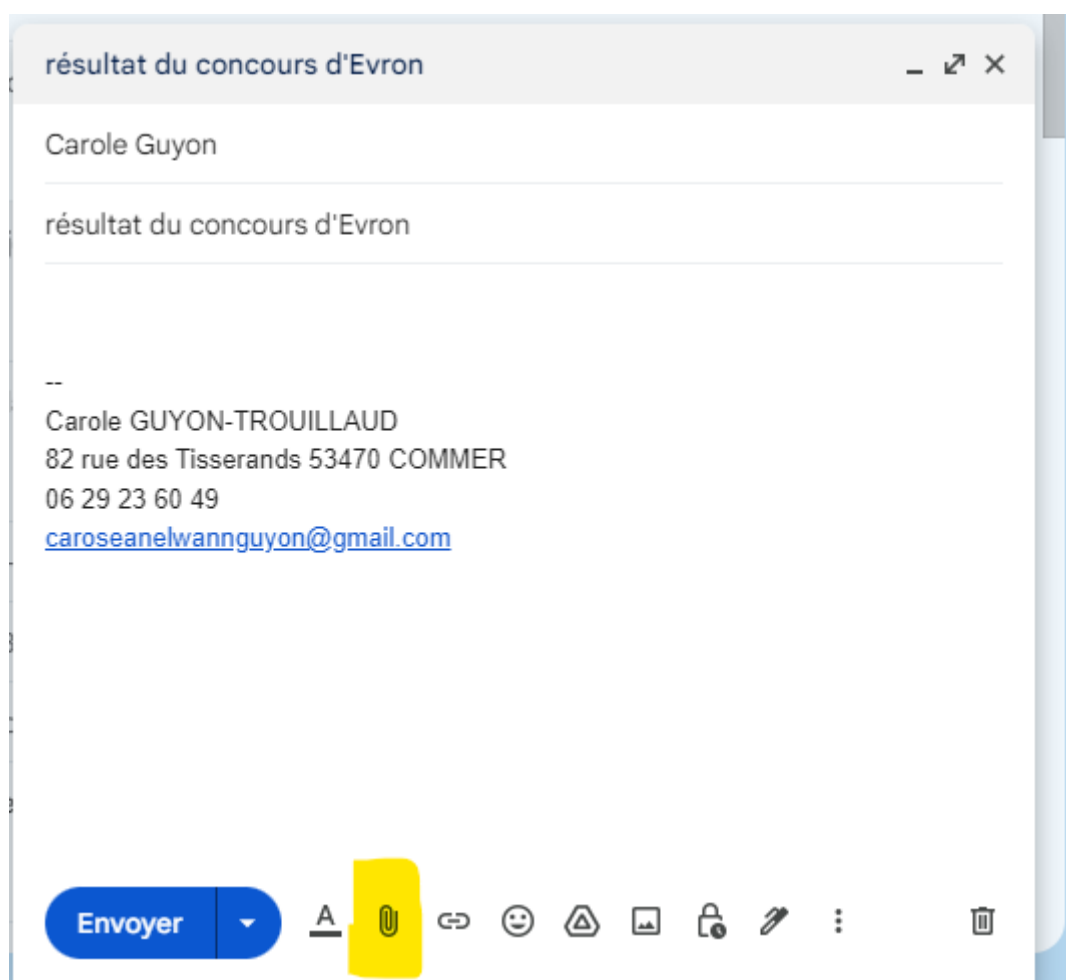 résultat du concours d'Evron
Carole Guyon
résultat du concours d'Evron
--
Carole GUYON-TROUILLAUD
82 rue des Tisserands 53470 COMMER
06 29 23 60 49
caroseanelwannguyon@gmail.com
Envoyer